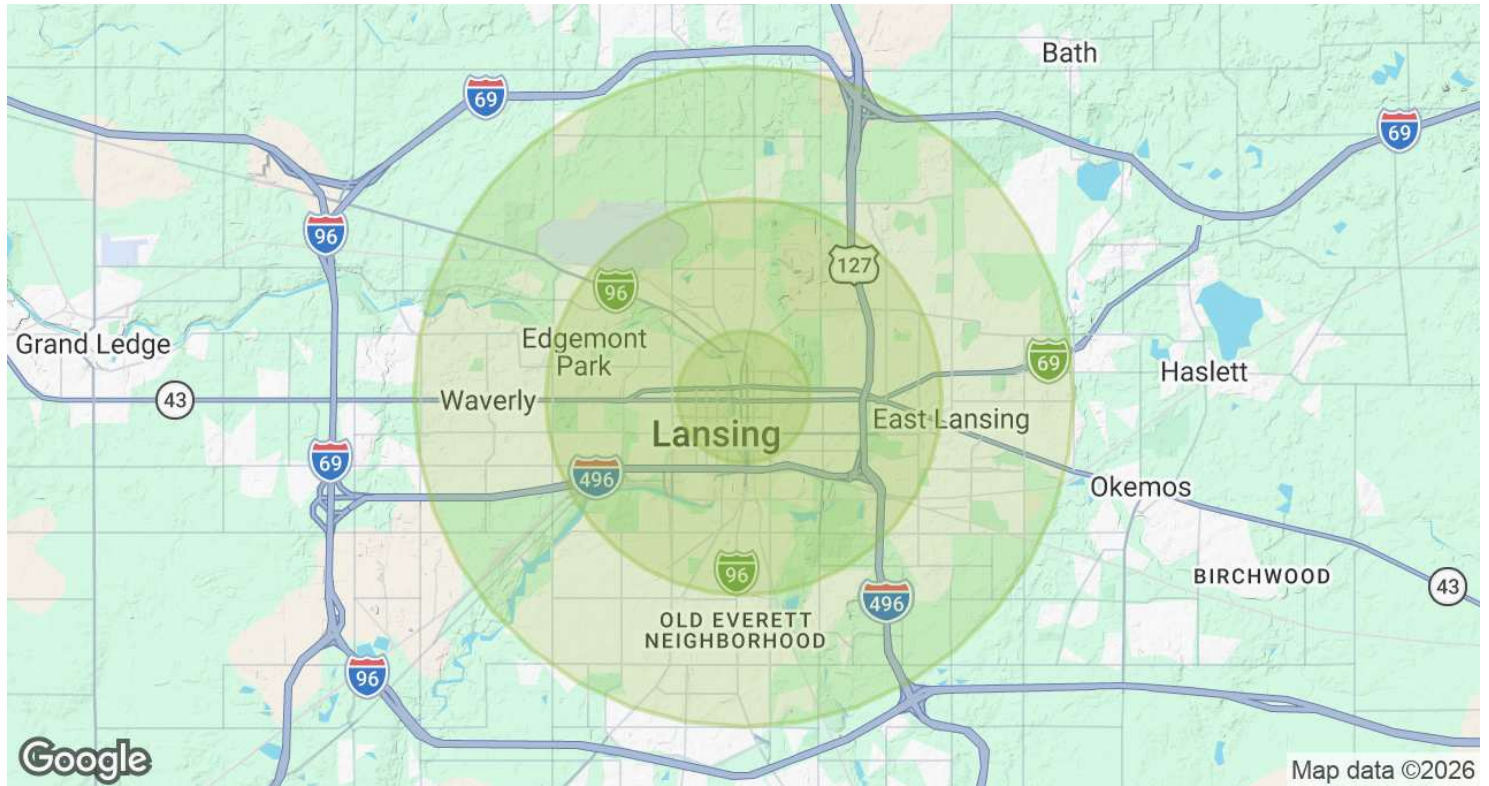 Bath
69
69
96
127
96
Edgemont
Park
Grand Ledge
69
Haslett
43
Waverly
East Lansing
Lansing
69
496
Okemos
96
BIRCHWOOD
43
496
OLD EVERETT
NEIGHBORHOOD
96
Google
Map data ©2026